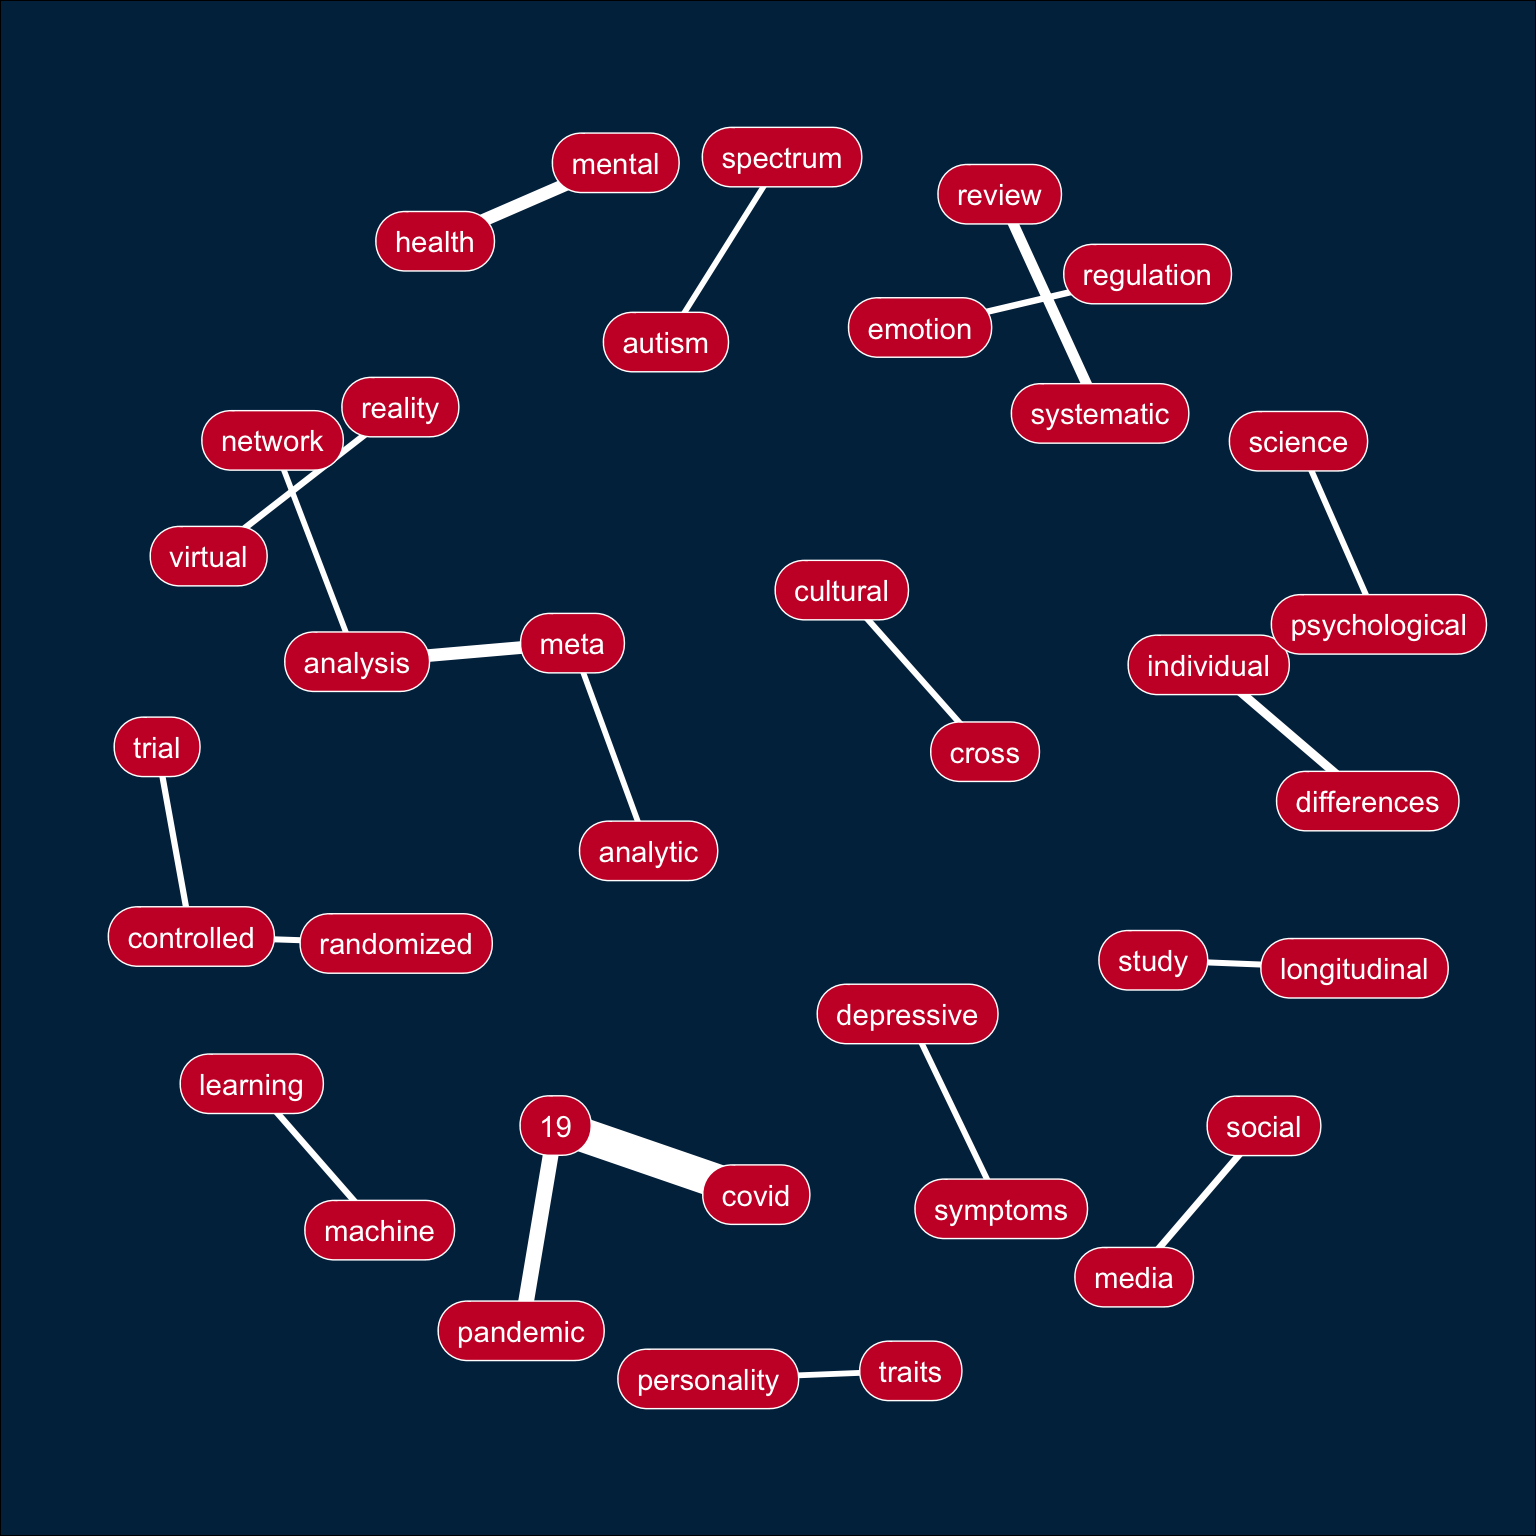 mental
spectrum
health
review
regulation
emotion
autism
reality
network
systematic
science
virtual
cultural
psychological
meta
analysis
individual
trial
cross
differences
analytic
controlled
randomized
study
longitudinal
depressive
learning
19
social
covid
symptoms
machine
media
pandemic
traits
personality